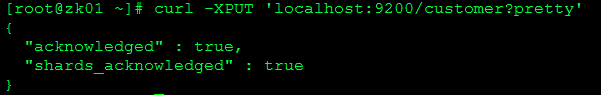 [root@zk01 ~]# curl -XPUT 'localhost:9200/customer?pretty'
{
  "acknowledged" : true,
  "shards_acknowledged" : true
}